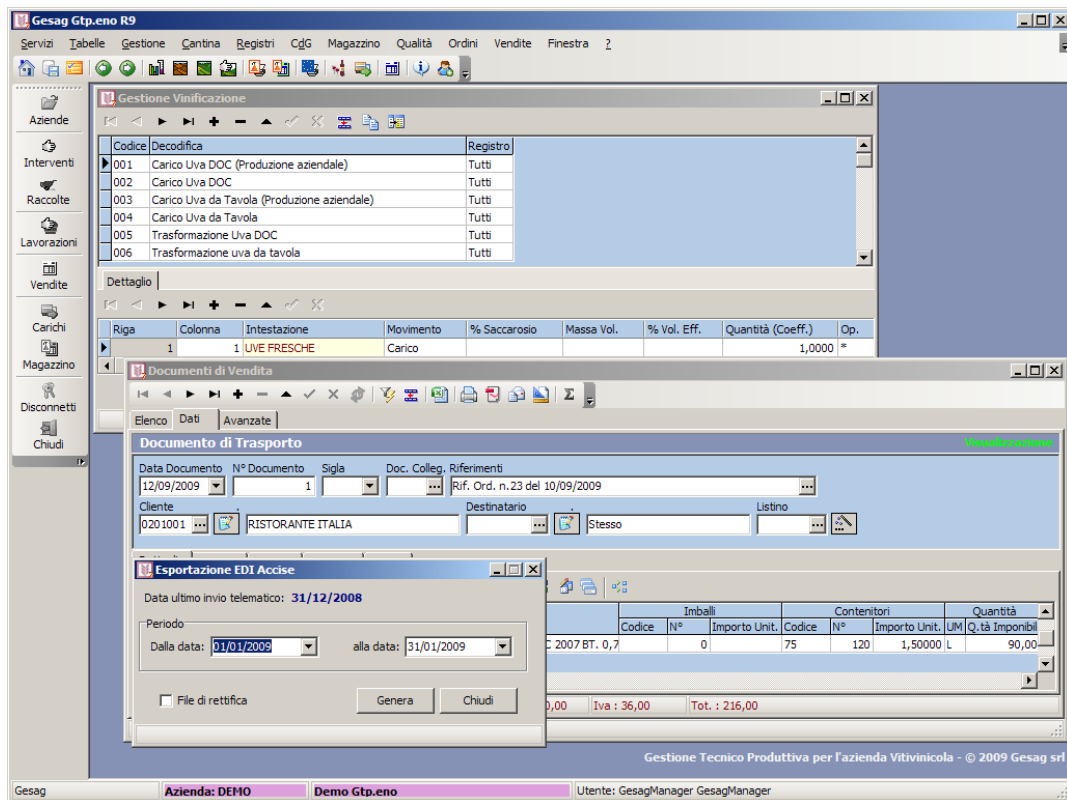 Gesag Gtp.eno R9
Servizi Tabelle Gestione Cantina Registri CdG Magazzino Qualità Ordini Vendite Finestra ?
Aziende
Interventi
Raccolte
Lavorazioni
Vendite
Carichi
Magazzino
Disconnetti
Chiudi
Gestione Vinificazione
Codice Decodifica Registro
001 Carico Uva DOC (Produzione aziendale) Tutti
002 Carico Uva DOC Tutti
003 Carico Uva da Tavola (Produzione aziendale) Tutti
004 Carico Uva da Tavola Tutti
005 Trasformazione Uva DOC Tutti
006 Trasformazione uva da tavola Tutti
Dettaglio
Riga Colonna Intestazione Movimento % Saccarosio Massa Vol. % Vol. Eff. Quantità (Coeff.) Op.
1 1 UVE FRESCHE Carico 1,0000 *
Documenti di Vendita
Elenco Dati Avanzate
Documento di Trasporto Visualizzazione
Data Documento N° Documento Sigla Doc. Colleg. Riferimenti
12/09/2009 1 Rif. Ord. n.23 del 10/09/2009
Cliente . Destinatario . Listino
0201001 RISTORANTE ITALIA Stesso
Imballi Contenitori Quantità
Codice N° Importo Unit. Codice N° Importo Unit. UM Q.tà Imponibil
C 2007 BT. 0,7 0 75 120 1,50000 L 90,00
0,00 Iva : 36,00 Tot. : 216,00
Esportazione EDI Accise
Data ultimo invio telematico: 31/12/2008
Periodo
Dalla data: 01/01/2009 alla data: 31/01/2009
File di rettifica Genera Chiudi
Gestione Tecnico Produttiva per l'azienda Vitivinicola - © 2009 Gesag srl
Gesag Azienda: DEMO Demo Gtp.eno Utente: GesagManager GesagManager